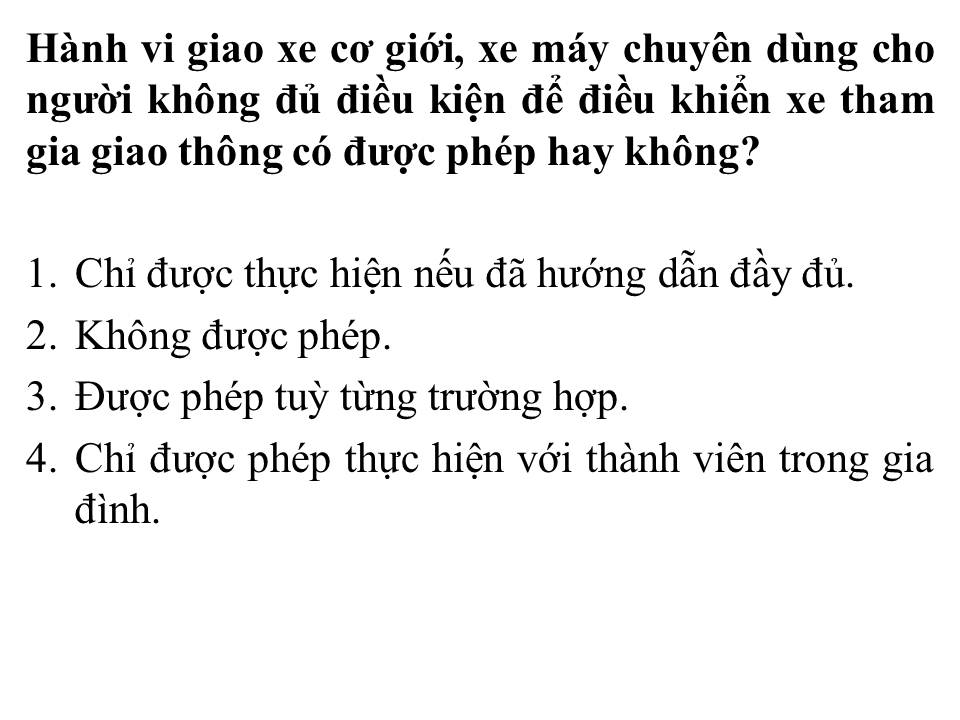 Hành vi giao xe cơ giới, xe máy chuyên dùng cho
người không đủ điều kiện để điều khiển xe tham
gia giao thông có được phép hay không?
1. Chỉ được thực hiện nếu đã hướng dẫn đầy đủ.
2. Không được phép.
3. Được phép tuỳ từng trường hợp.
4. Chỉ được phép thực hiện với thành viên trong gia
đình.